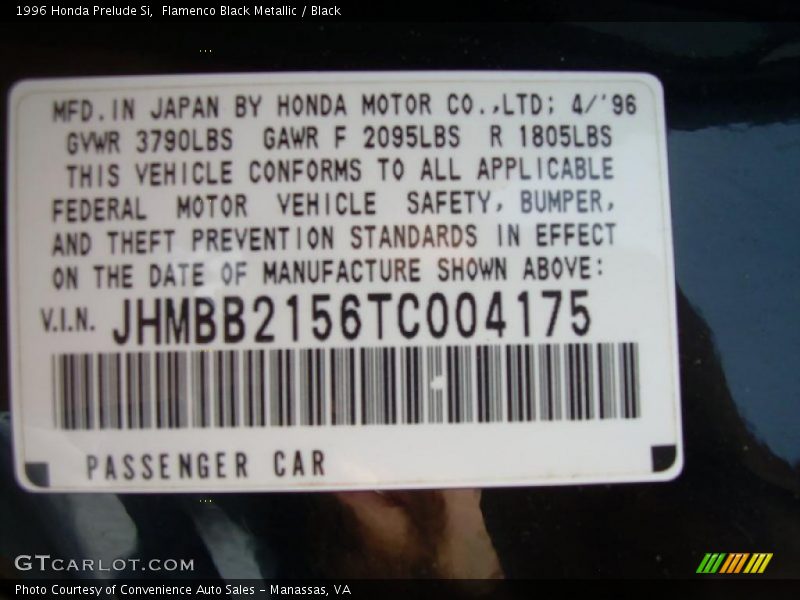 1996 Honda Prelude Si,  Flamenco Black Metallic / Black
MFD. IN JAPAN BY HONDA MOTOR CO.,LTD; 4/'96
GVWR 3790LBS GAWR F 2095LBS R 1805LBS
THIS VEHICLE CONFORMS TO ALL APPLICABLE
FEDERAL MOTOR VEHICLE SAFETY, BUMPER,
AND THEFT PREVENTION STANDARDS IN EFFECT
ON THE DATE OF MANUFACTURE SHOWN ABOVE:
V.I.N. JHMBB2156TC004175
PASSENGER CAR
GTCARLOT.COM
Photo Courtesy of Convenience Auto Sales - Manassas, VA